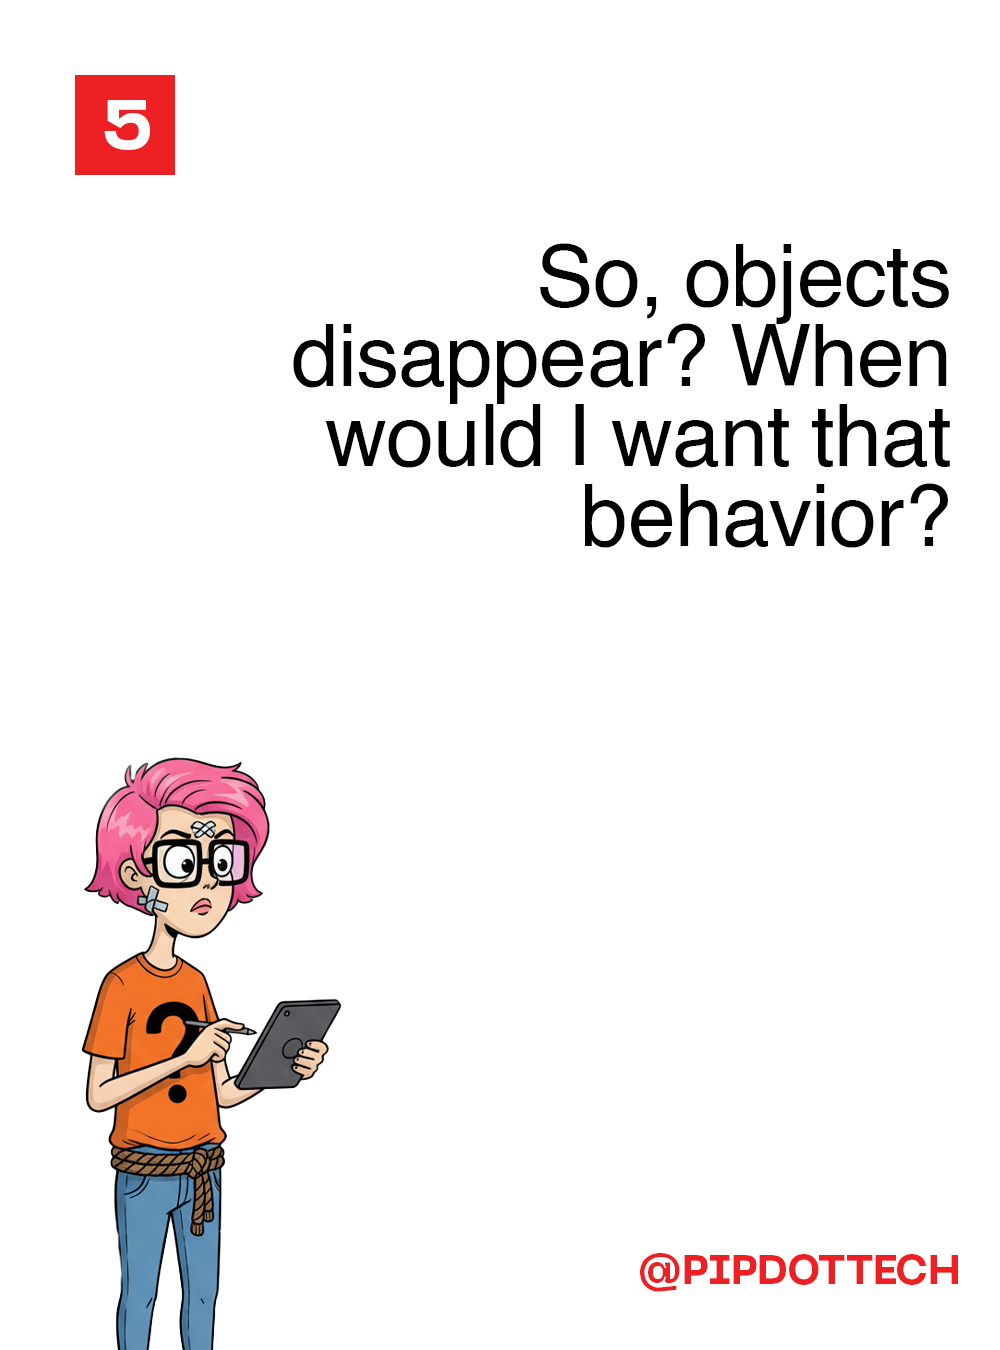 5
So, objects
disappear? When
would I want that
behavior?
?
@PIPDOTTECH